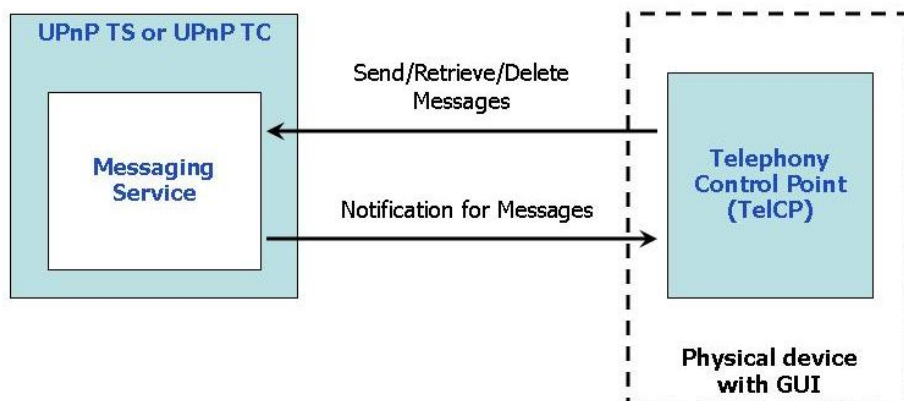 UPnP TS or UPnP TC
Send/Retrieve/Delete
Messages
Messaging
Service
Telephony
Control Point
(TelCP)
Notification for Messages
Physical device
with GUI